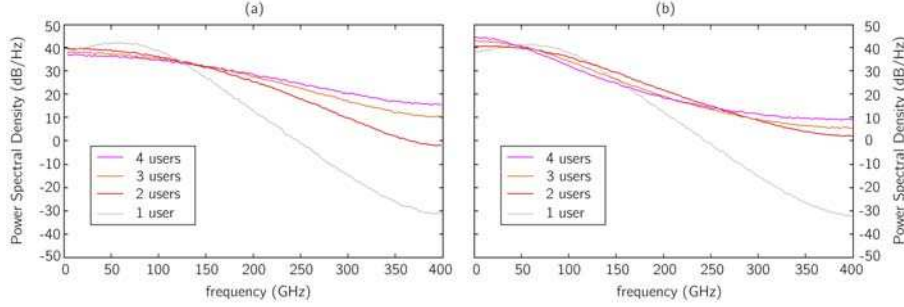 (a)
(b)
Power Spectral Density (dB/Hz)
50
40
30
20
10
0
-10
-20
-30
-40
-50
4 users
3 users
2 users
1 user
0 50 100 150 200 250 300 350 400
frequency (GHz)
4 users
3 users
2 users
1 user
0 50 100 150 200 250 300 350 400
frequency (GHz)
50
40
30
20
10
0
-10
-20
-30
-40
-50
Power Spectral Density (dB/Hz)